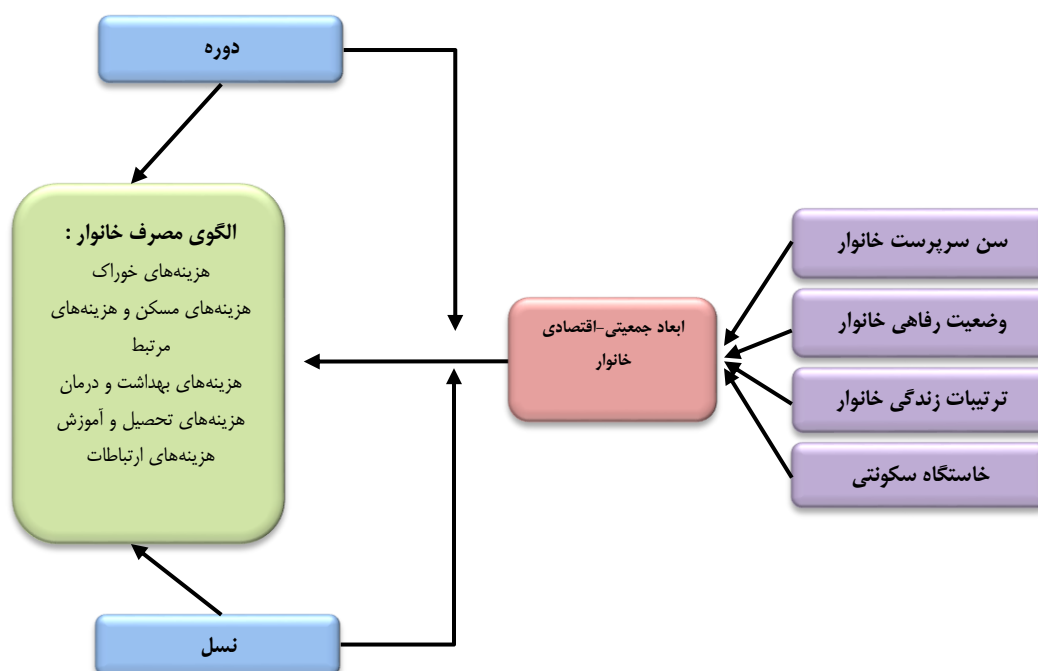 دوره
سن سرپرست خانوار
وضعیت رفاهی خانوار
ترتیبات زندگی خانوار
خاستگاه سکونتی
ابعاد جمعیتی-اقتصادی
خانوار
الگوی مصرف خانوار :
هزینه‌های خوراک
هزینه‌های مسکن و هزینه‌های
مرتبط
هزینه‌های بهداشت و درمان
هزینه‌های تحصیل و آموزش
هزینه‌های ارتباطات
نسل